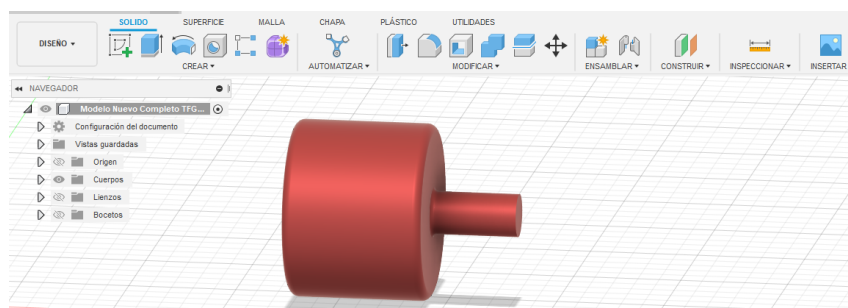 SÓLIDO SUPERFICIE MALLA CHAPA PLÁSTICO UTILIDADES
DISEÑO
CREAR AUTOMATIZAR MODIFICAR ENSAMBLAR CONSTRUIR INSPECCIONAR INSERTAR
NAVEGADOR
Modelo Nuevo Completo TFG...
Configuración del documento
Vistas guardadas
Origen
Cuerpos
Lienzos
Bocetos